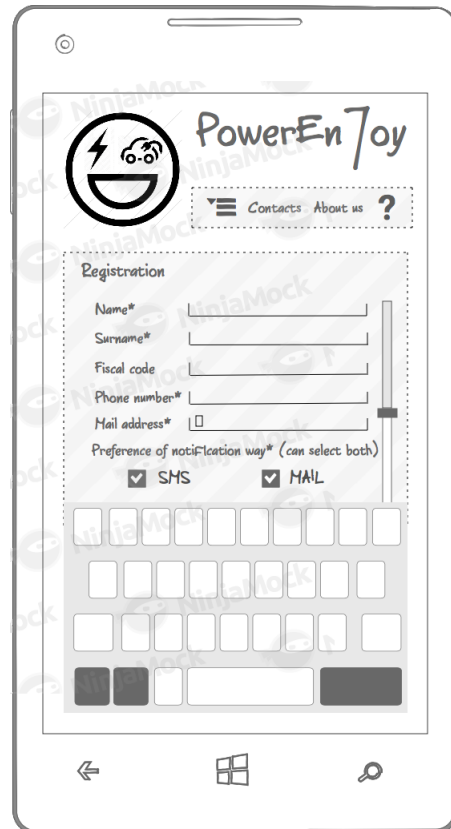 PowerEnJoy
Contacts About us ?
Registration
Name*
Surname*
Fiscal code
Phone number*
Mail address*
Preference of notification way* (can select both)
SMS MAIL
NinjaMock